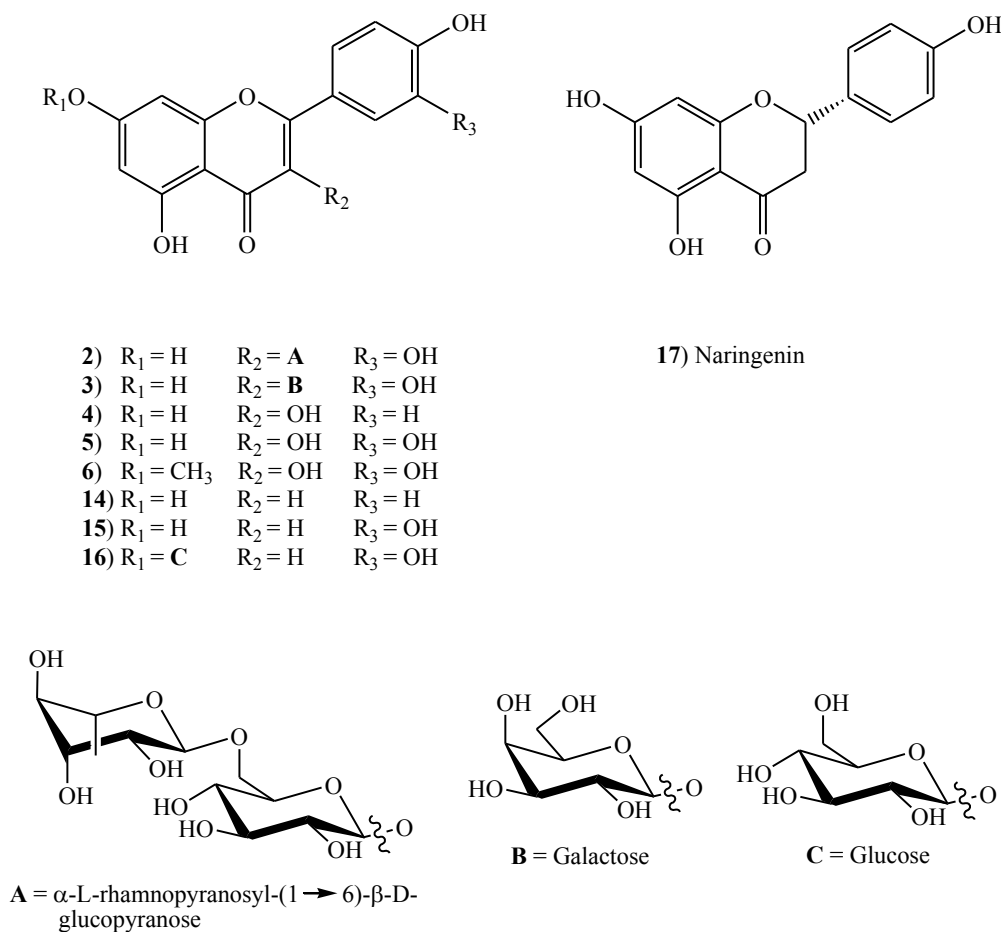 OH
R₁O
O
R₃
R₂
OH
O
OH
HO
O
OH
O
2) R₁ = H R₂ = A R₃ = OH
3) R₁ = H R₂ = B R₃ = OH
4) R₁ = H R₂ = OH R₃ = H
5) R₁ = H R₂ = OH R₃ = OH
6) R₁ = CH₃ R₂ = OH R₃ = OH
14) R₁ = H R₂ = H R₃ = H
15) R₁ = H R₂ = H R₃ = OH
16) R₁ = C R₂ = H R₃ = OH
17) Naringenin
OH
O
O
OH
OH
O
HO
HO
OH
O
A = α-L-rhamnopyranosyl-(1 → 6)-β-D-
glucopyranose
OH
OH
O
HO
OH
O
B = Galactose
OH
O
HO
HO
OH
O
C = Glucose